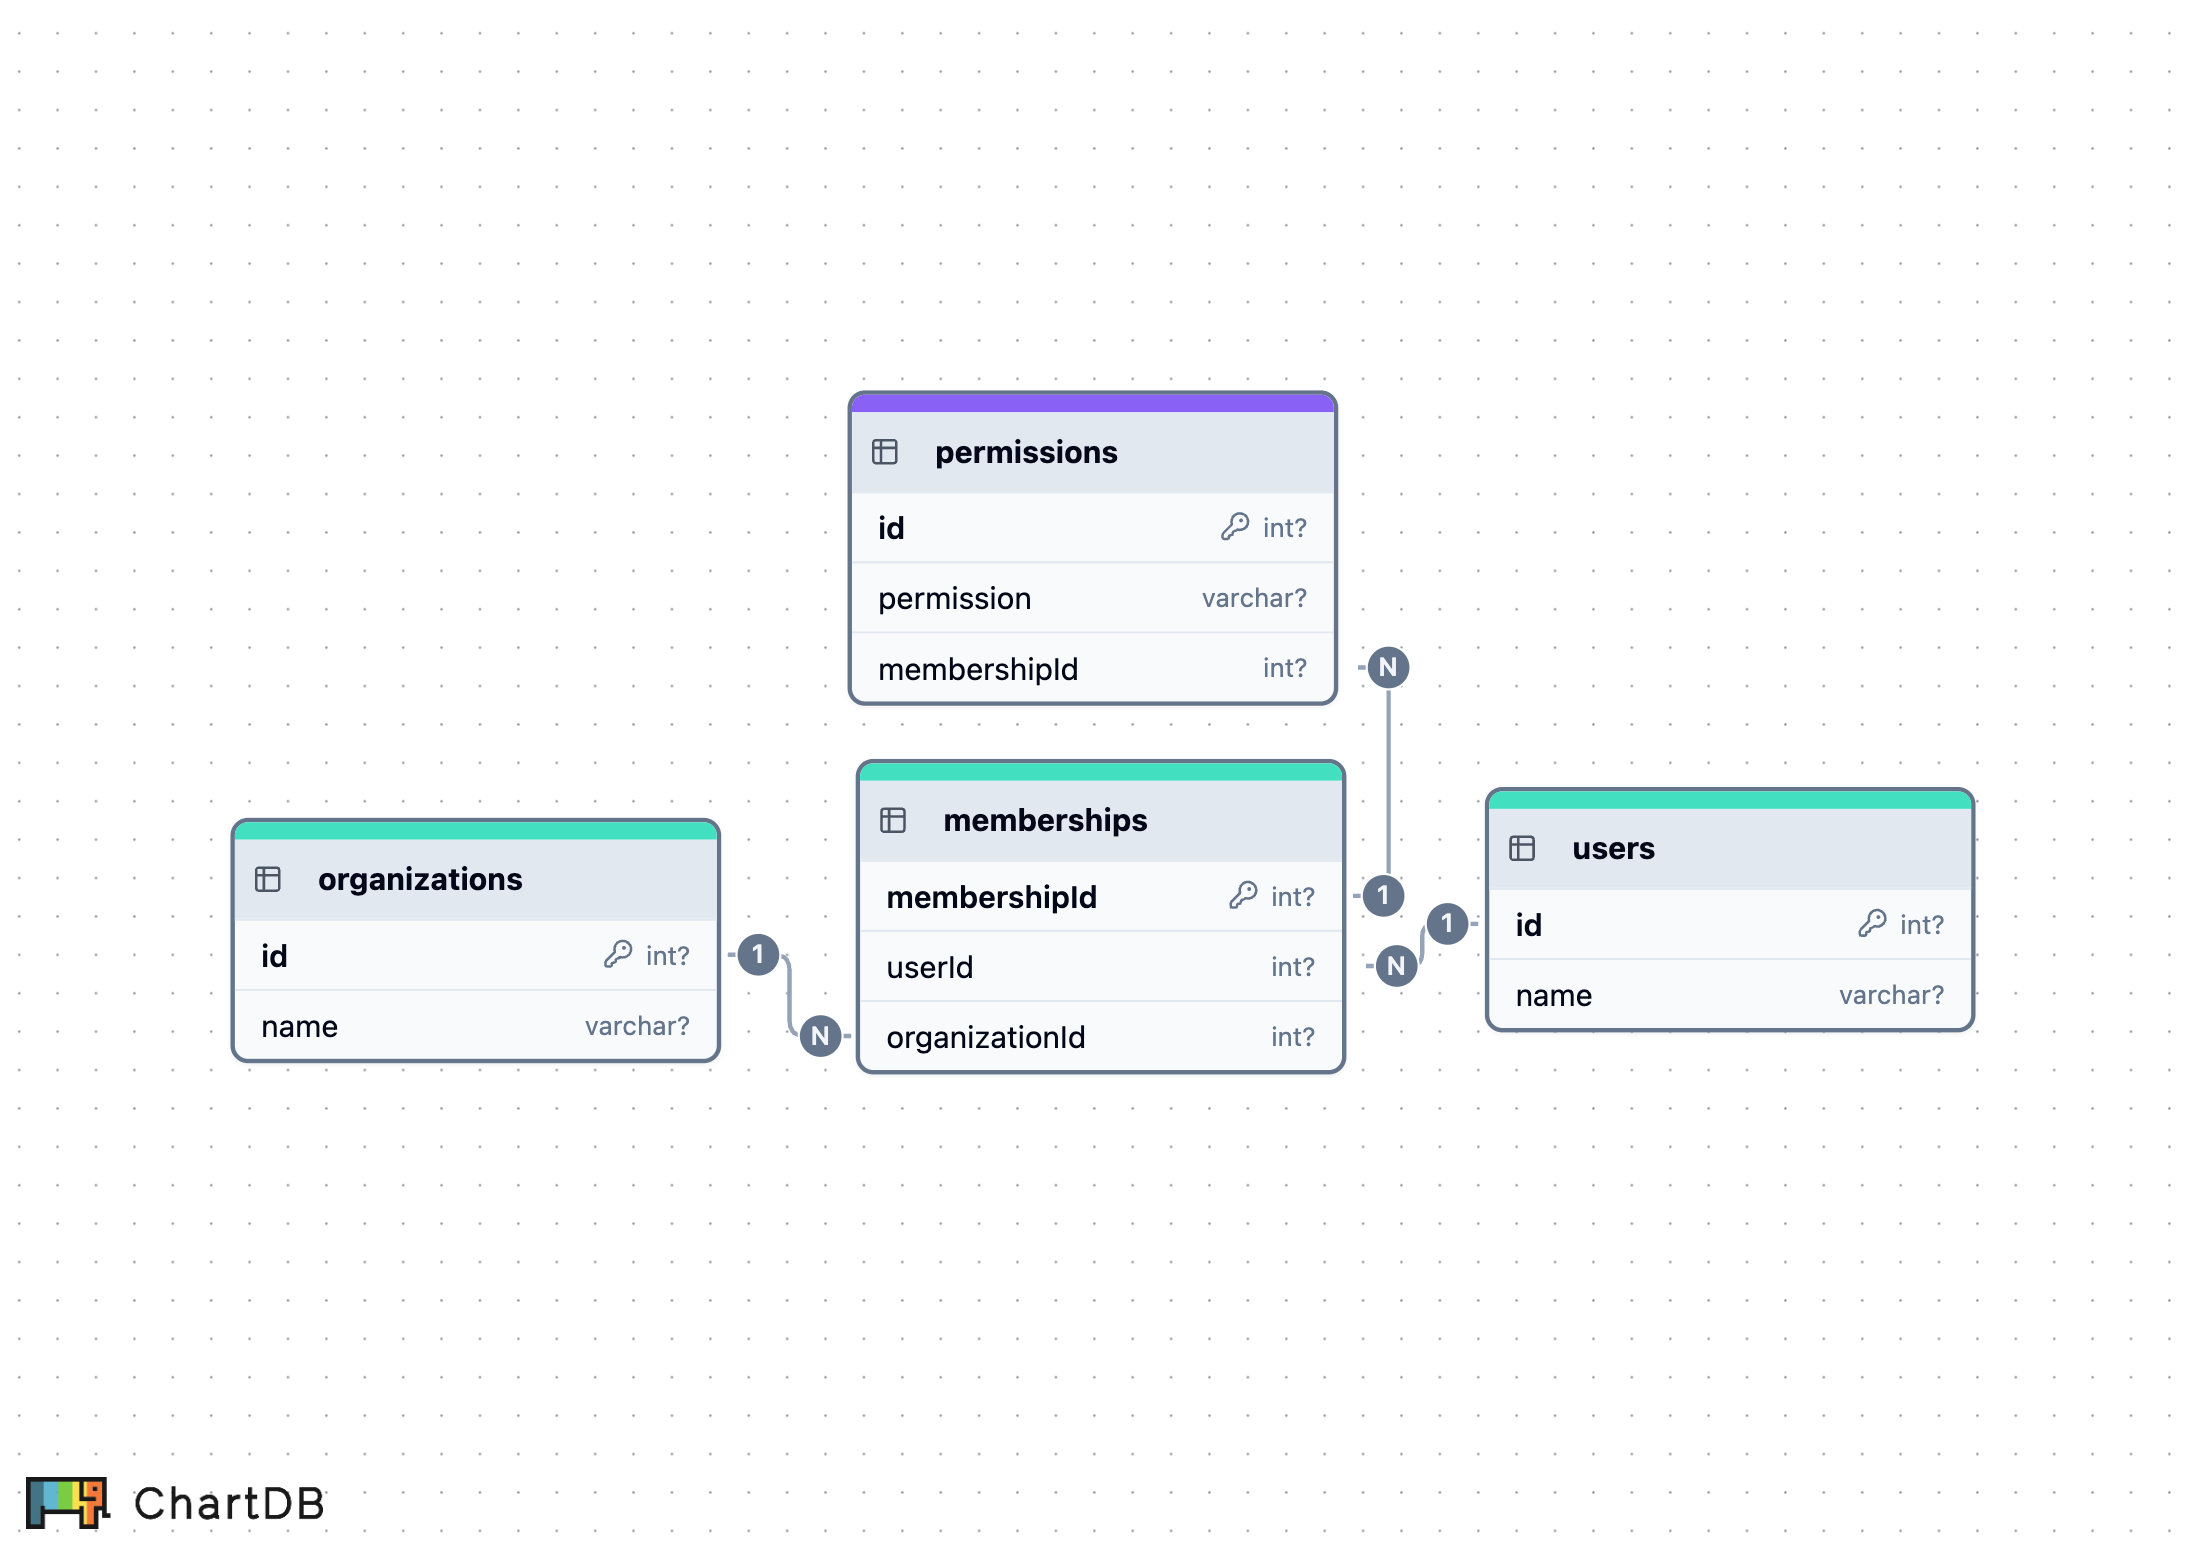 permissions
id int?
permission varchar?
membershipId int?
N
memberships
membershipId int?
1
userId int?
N
organizationId int?
N
organizations
id int?
1
name varchar?
users
1
id int?
name varchar?
ChartDB